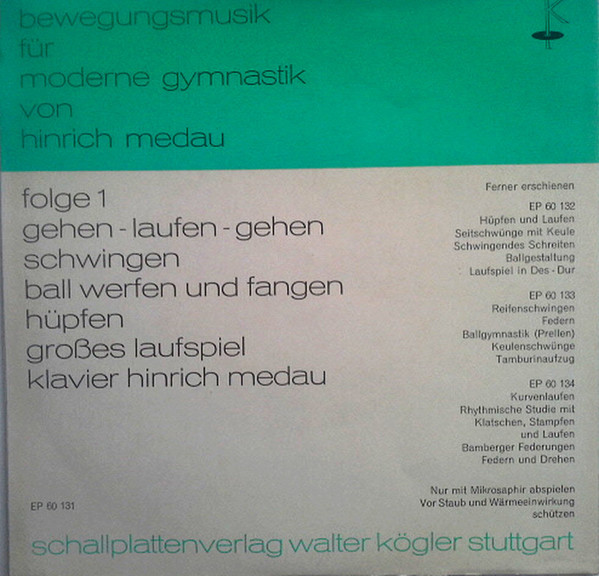 bewegungsmusik
für
moderne gymnastik
von
hinrich medau
K
folge 1
gehen - laufen - gehen
schwingen
ball werfen und fangen
hüpfen
großes laufspiel
klavier hinrich medau
Ferner erschienen
EP 60 132
Hüpfen und Laufen
Seitschwünge mit Keule
Schwingendes Schreiten
Ballgestaltung
Laufspiel in Des - Dur
EP 60 133
Reifenschwingen
Federn
Ballgymnastik (Prellen)
Keulenschwünge
Tamburinaufzug
EP 60 134
Kurvenlaufen
Rhythmische Studie mit
Klatschen, Stampfen
und Laufen
Bamberger Federungen
Federn und Drehen
Nur mit Mikrosaphir abspielen
Vor Staub und Wärmeeinwirkung
schützen
EP 60 131
schallplattenverlag walter kögler stuttgart